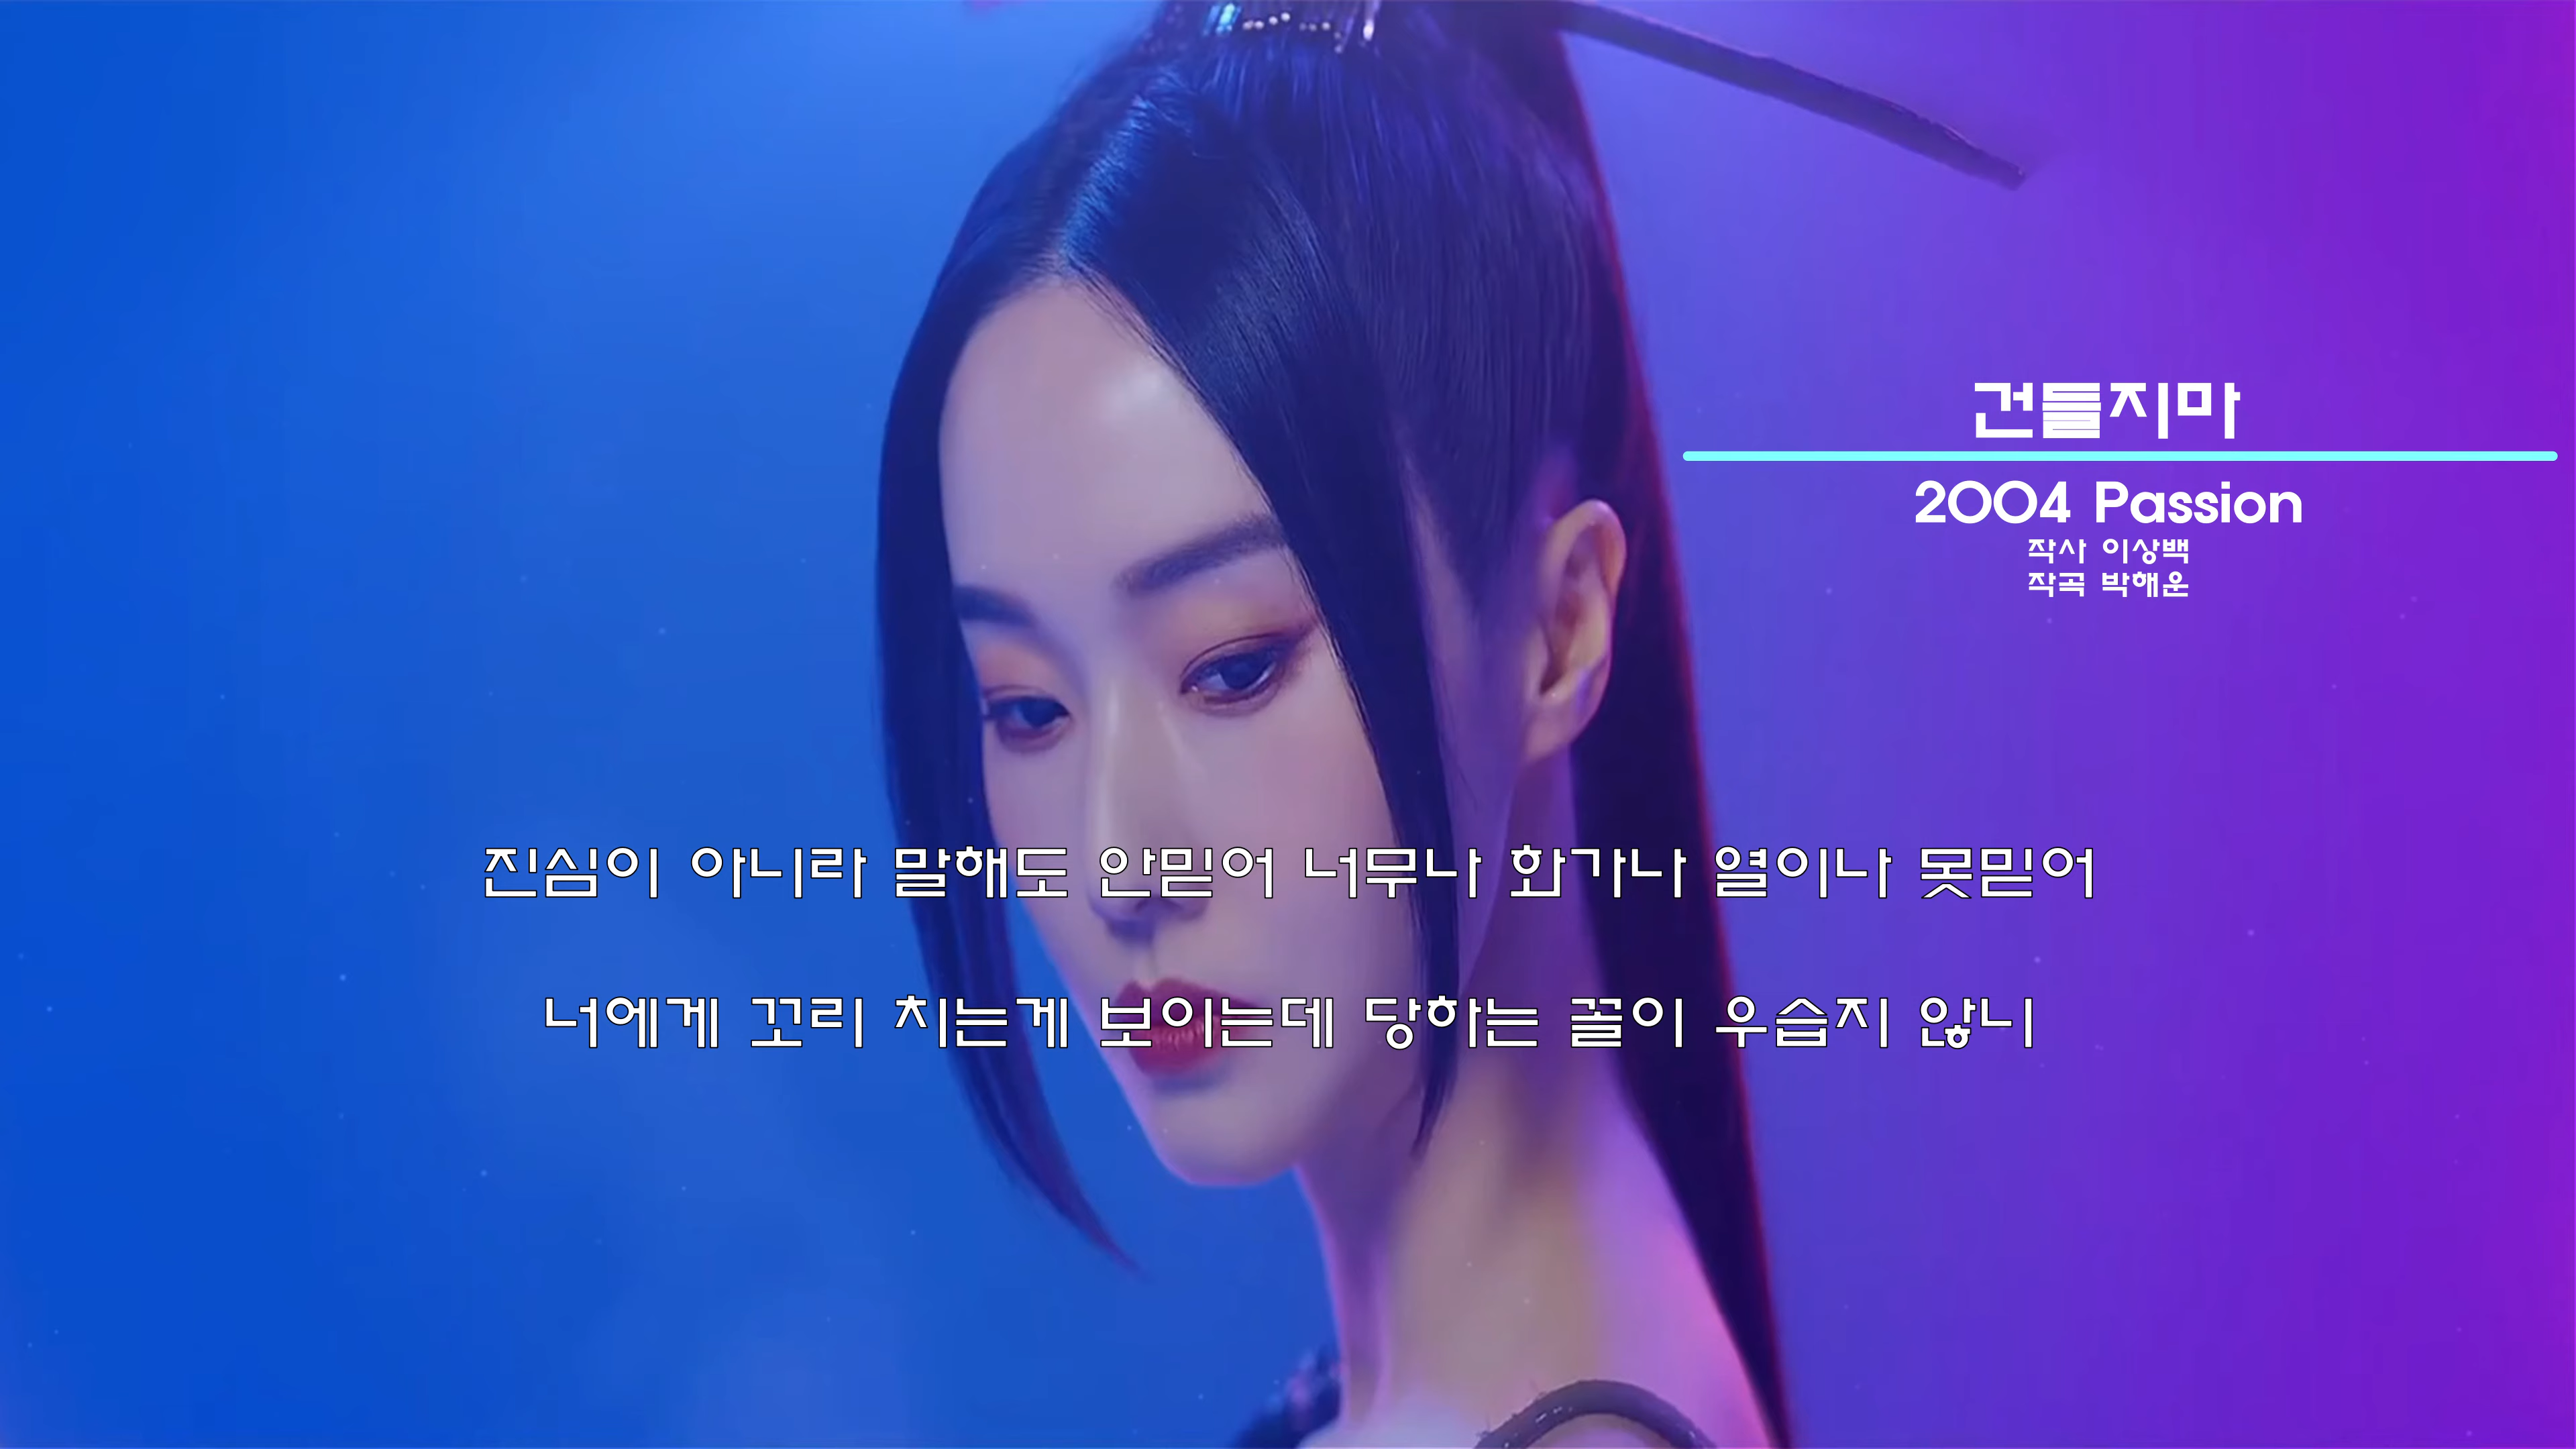 건들지마
2004 Passion
작사 이상백
작곡 박해운
진심이 아니라 말해도 안믿어 너무나 화가나 열이나 못믿어
너에게 꼬리 치는게 보이는데 당하는 꼴이 우습지 않니